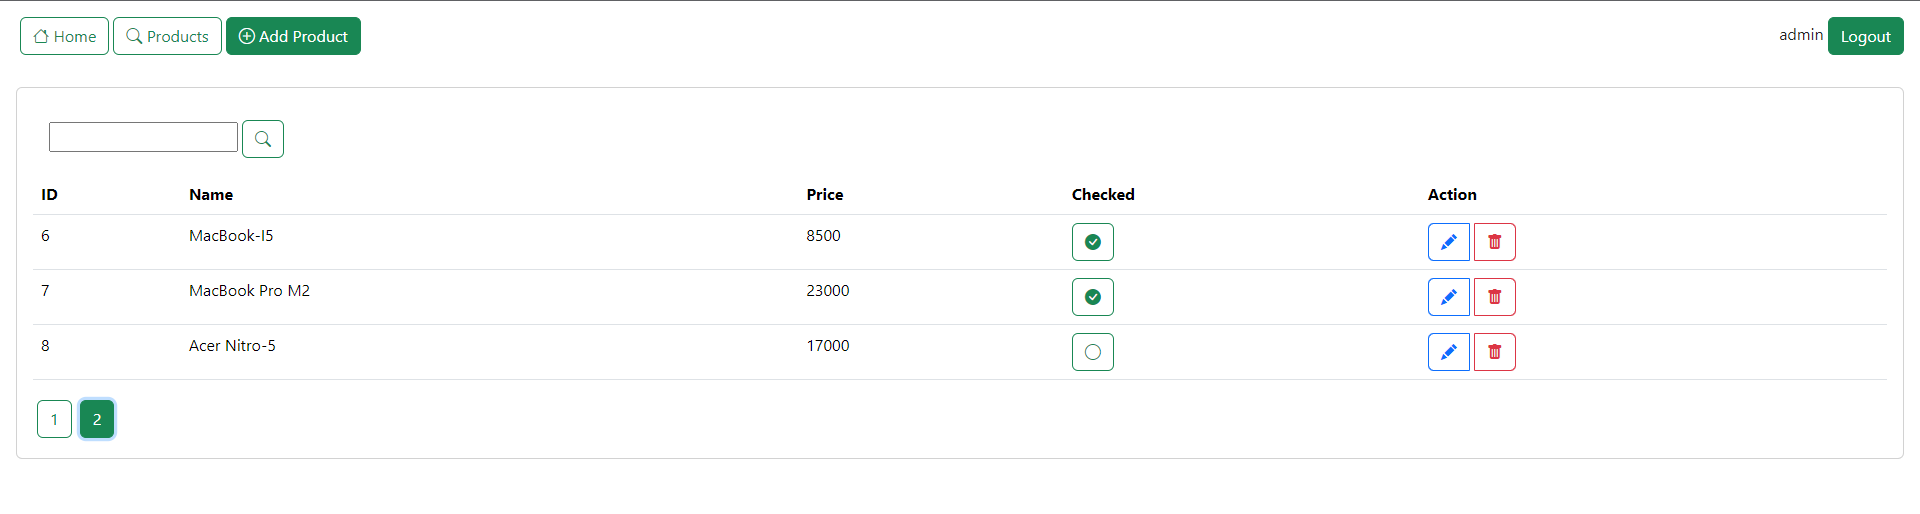 Home Products Add Product admin Logout
ID Name Price Checked Action
6 MacBook-I5 8500
7 MacBook Pro M2 23000
8 Acer Nitro-5 17000
1 2